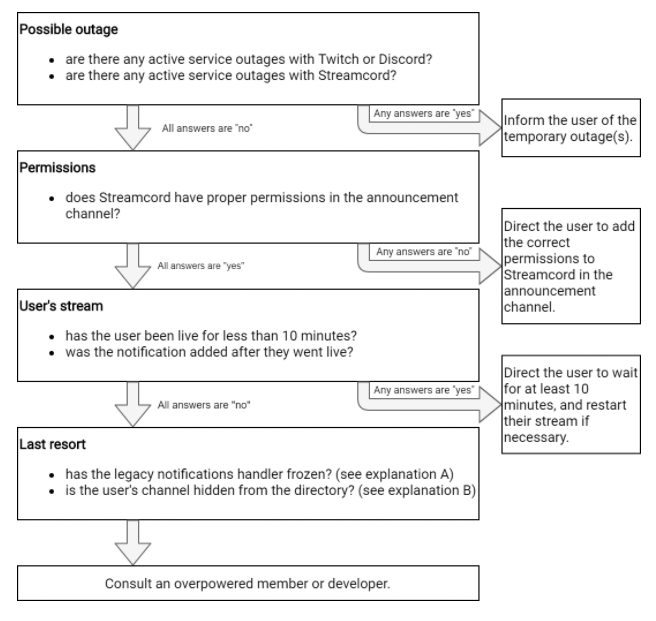 Possible outage
• are there any active service outages with Twitch or Discord?
• are there any active service outages with Streamcord?
All answers are "no"
Any answers are "yes"
Inform the user of the
temporary outage(s).
Permissions
• does Streamcord have proper permissions in the announcement
channel?
All answers are "yes"
Any answers are "no"
Direct the user to add
the correct
permissions to
Streamcord in the
announcement
channel.
User's stream
• has the user been live for less than 10 minutes?
• was the notification added after they went live?
All answers are "no"
Any answers are "yes"
Direct the user to wait
for at least 10
minutes, and restart
their stream if
necessary.
Last resort
• has the legacy notifications handler frozen? (see explanation A)
• is the user's channel hidden from the directory? (see explanation B)
Consult an overpowered member or developer.